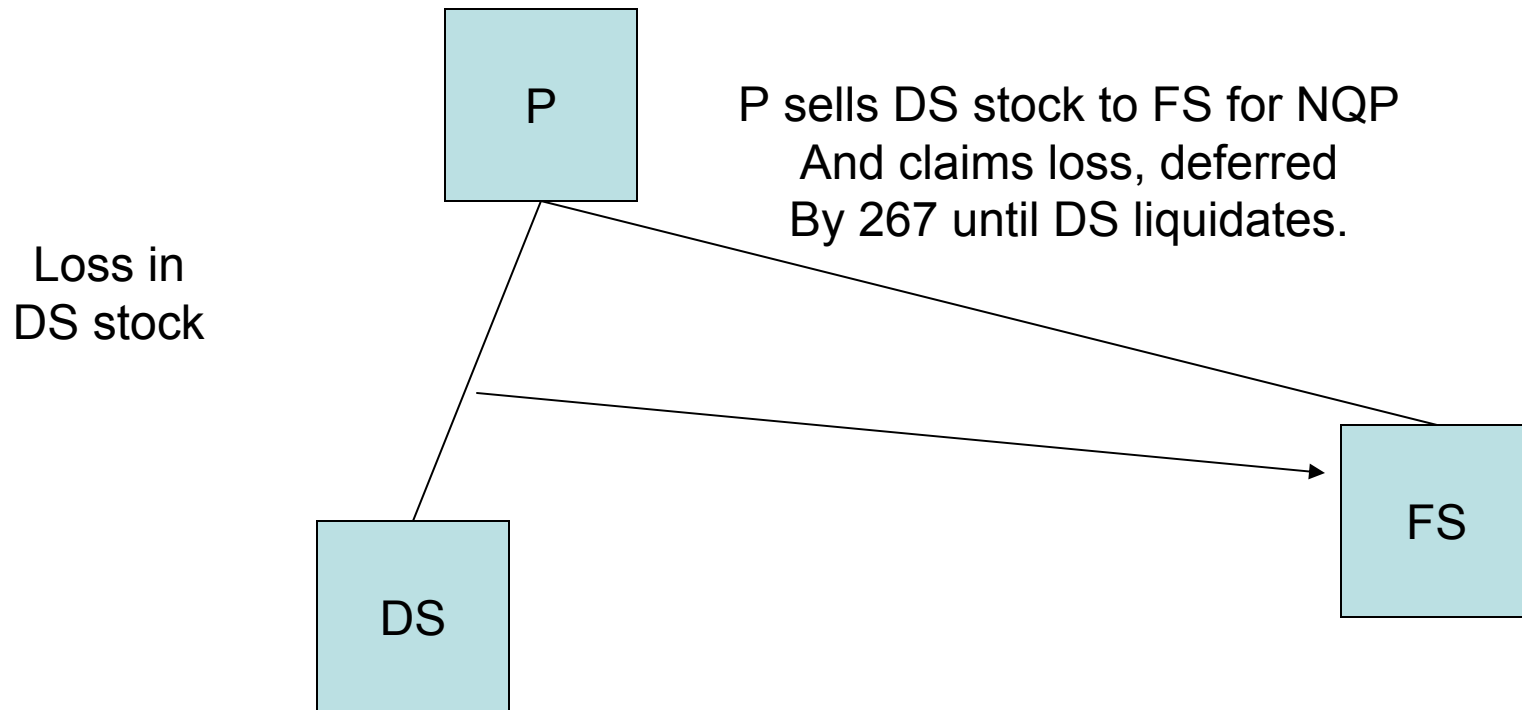 P
P sells DS stock to FS for NQP
And claims loss, deferred
By 267 until DS liquidates.
Loss in
DS stock
FS
DS